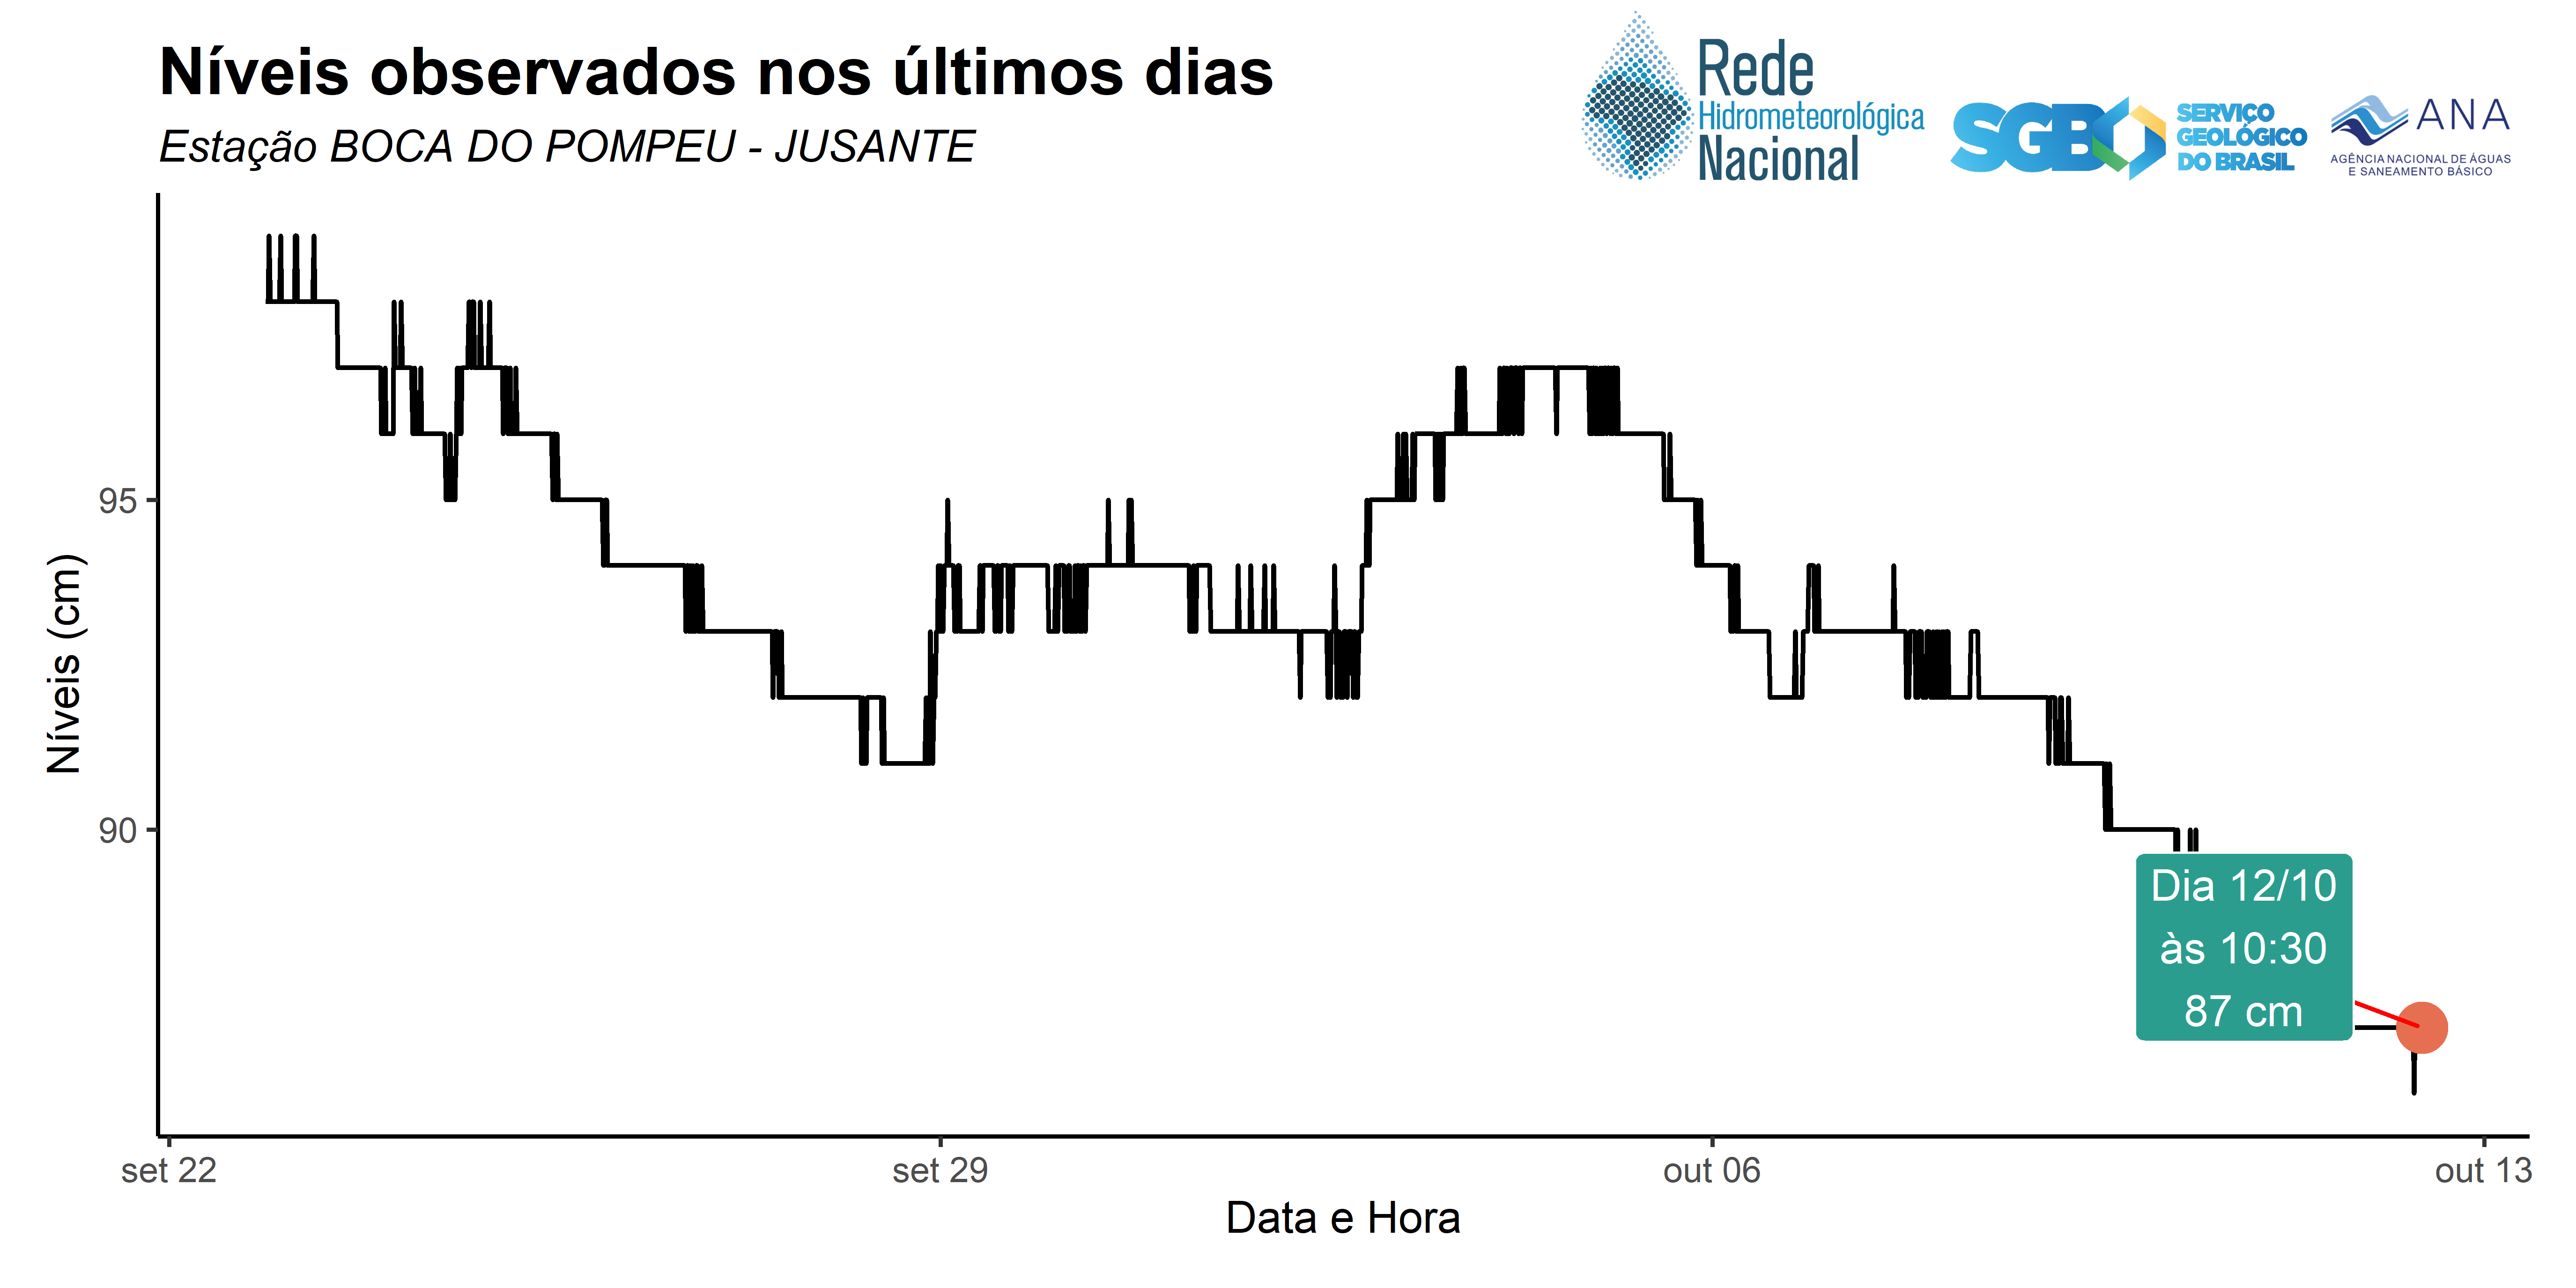 Níveis observados nos últimos dias
Estação BOCA DO POMPEU - JUSANTE
Rede
Hidrometeorológica
Nacional
SGB
SERVIÇO
GEOLÓGICO
DO BRASIL
ANA
AGÊNCIA NACIONAL DE ÁGUAS
E SANEAMENTO BÁSICO
Níveis (cm)
95
90
Dia 12/10
às 10:30
87 cm
set 22
set 29
out 06
out 13
Data e Hora